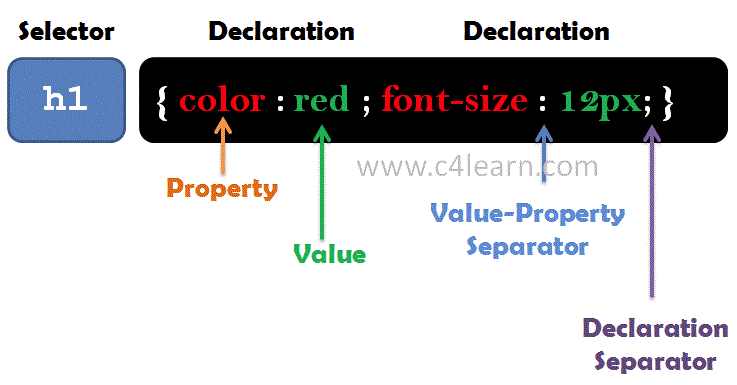 Selector Declaration Declaration
h1 { color : red ; font-size : 12px; }
www.c4learn.com
Property
Value-Property
Separator
Value
Declaration
Separator